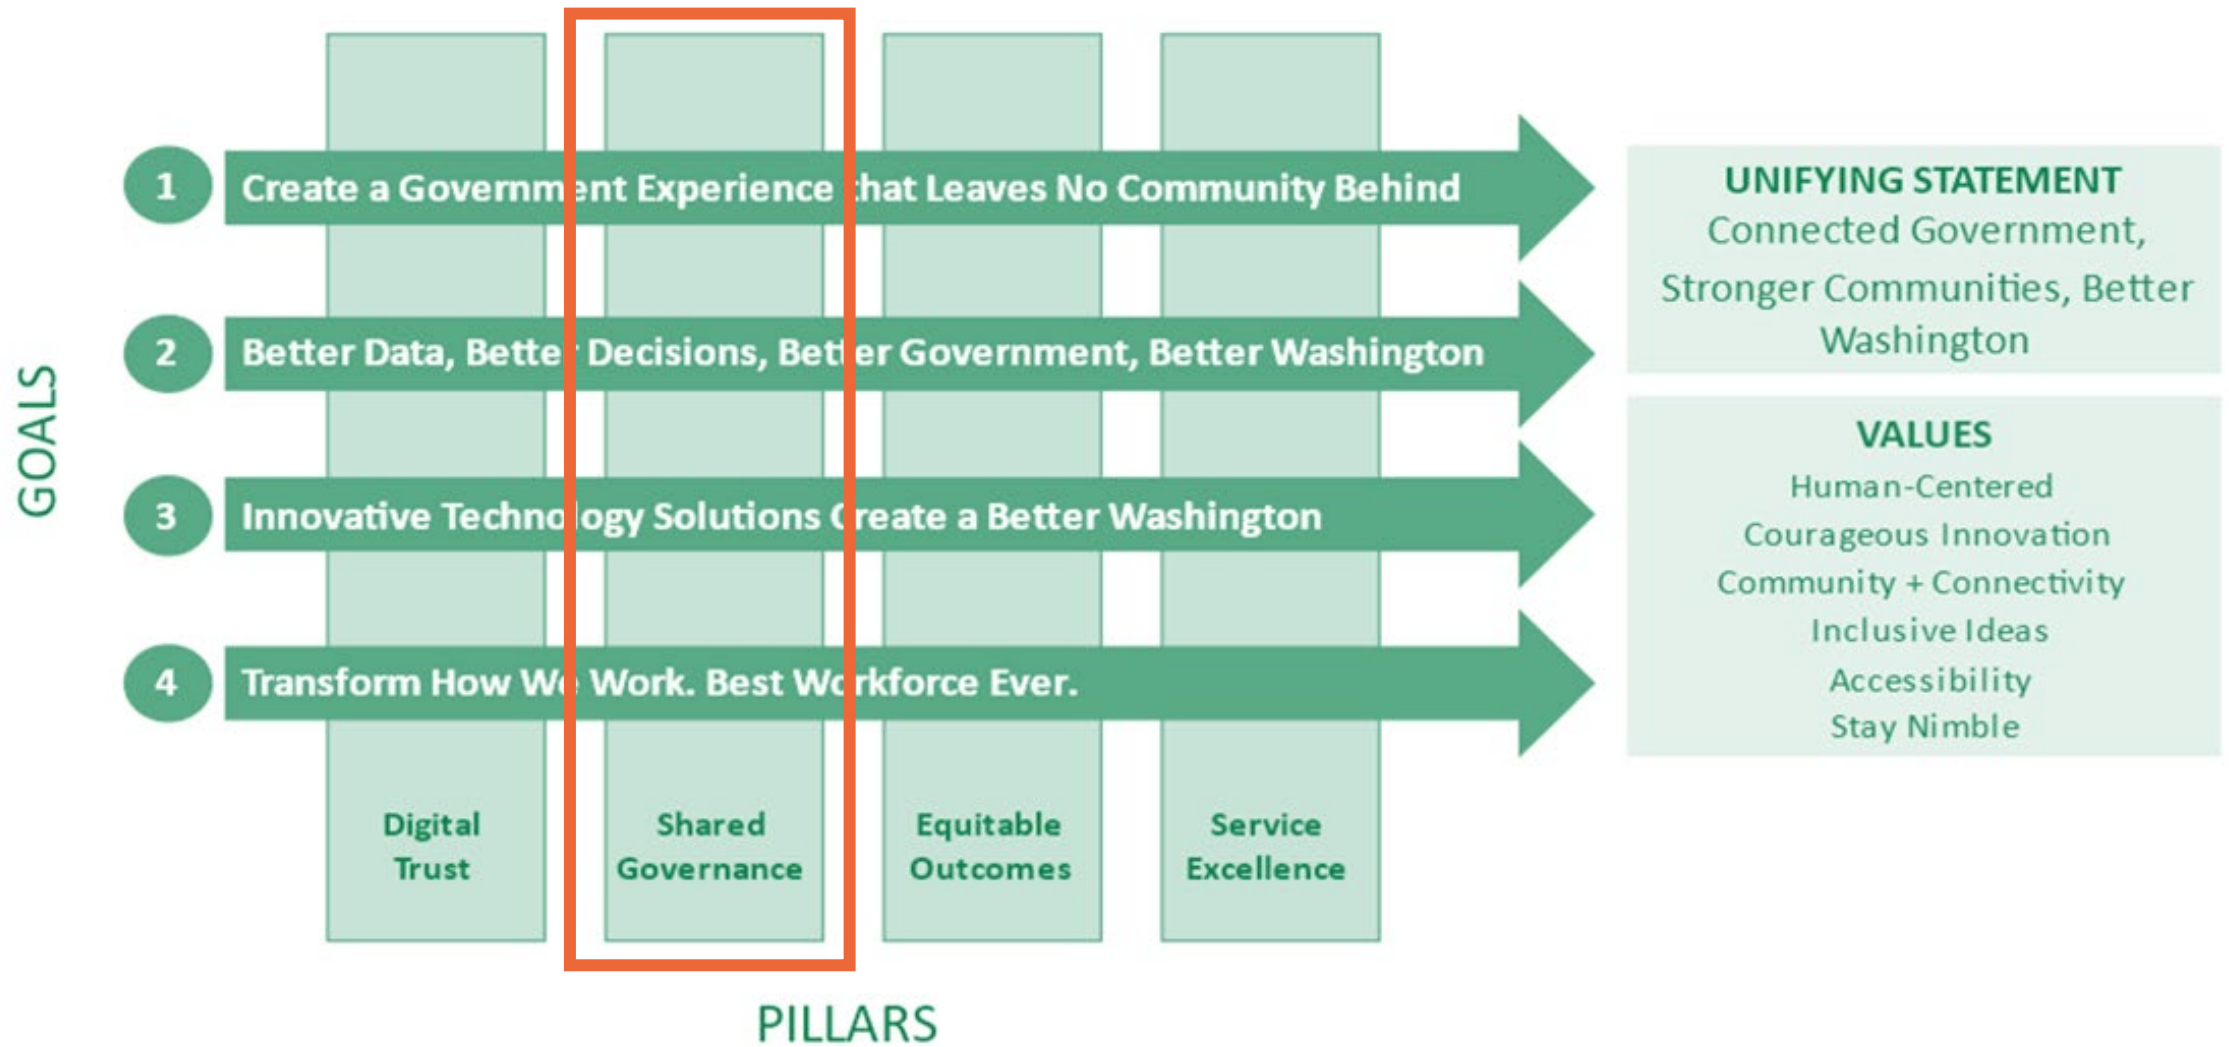 GOALS
1 Create a Government Experience that Leaves No Community Behind
2 Better Data, Better Decisions, Better Government, Better Washington
3 Innovative Technology Solutions Create a Better Washington
4 Transform How We Work. Best Workforce Ever.
Digital
Trust
Shared
Governance
Equitable
Outcomes
Service
Excellence
PILLARS
UNIFYING STATEMENT
Connected Government,
Stronger Communities, Better
Washington
VALUES
Human-Centered
Courageous Innovation
Community + Connectivity
Inclusive Ideas
Accessibility
Stay Nimble